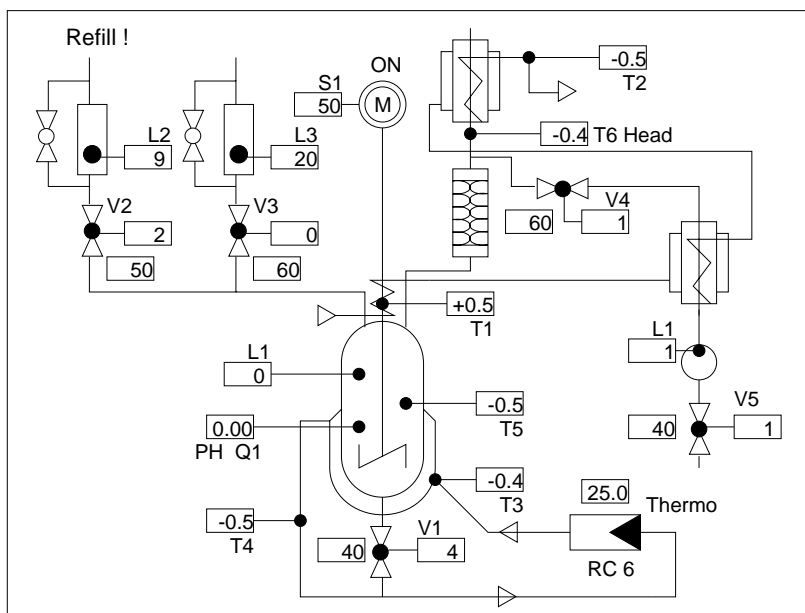 Refill !
ON
S1
50
M
-0.5
T2
L2
9
L3
20
-0.4 T6 Head
V2
2
50
V3
0
60
V4
60
1
+0.5
T1
L1
0
L1
1
-0.5
T5
V5
40
1
0.00
PH Q1
-0.4
T3
25.0
Thermo
-0.5
T4
V1
40
4
RC 6